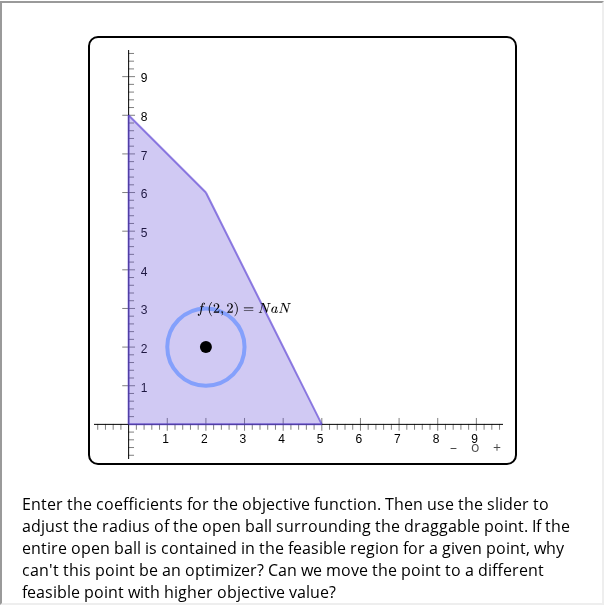 9
8
7
6
5
4
f(2,2) = NaN
3
2
1
1 2 3 4 5 6 7 8 9
− o +
Enter the coefficients for the objective function. Then use the slider to
adjust the radius of the open ball surrounding the draggable point. If the
entire open ball is contained in the feasible region for a given point, why
can't this point be an optimizer? Can we move the point to a different
feasible point with higher objective value?